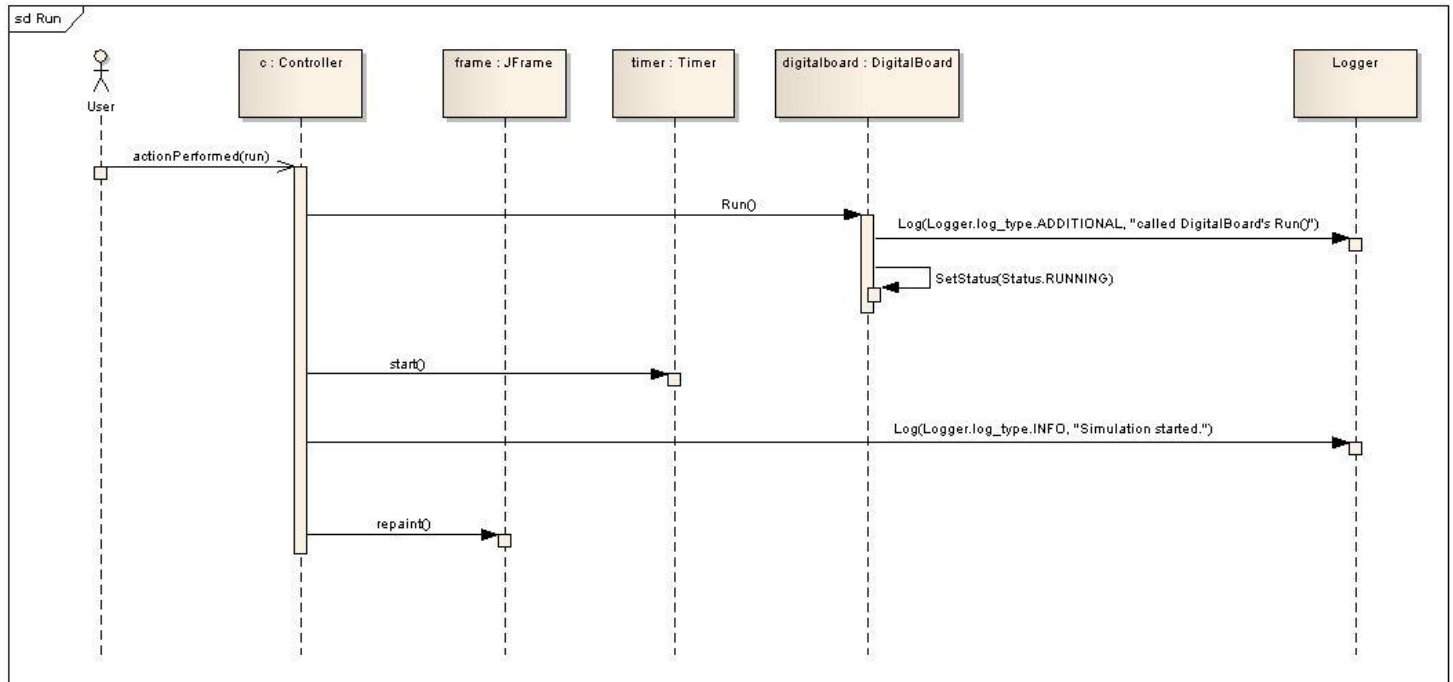 sd Run
User
c : Controller
frame : JFrame
timer : Timer
digitalboard : DigitalBoard
Logger
actionPerformed(run)
Run()
Log(Logger.log_type.ADDITIONAL, "called DigitalBoard's Run()")
SetStatus(Status.RUNNING)
start()
Log(Logger.log_type.INFO, "Simulation started.")
repaint()